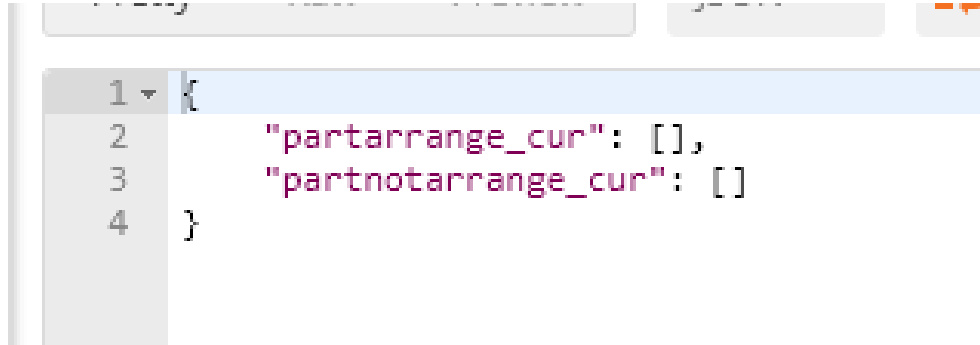 1 {
2 "partarrange_cur": [],
3 "partnotarrange_cur": []
4 }